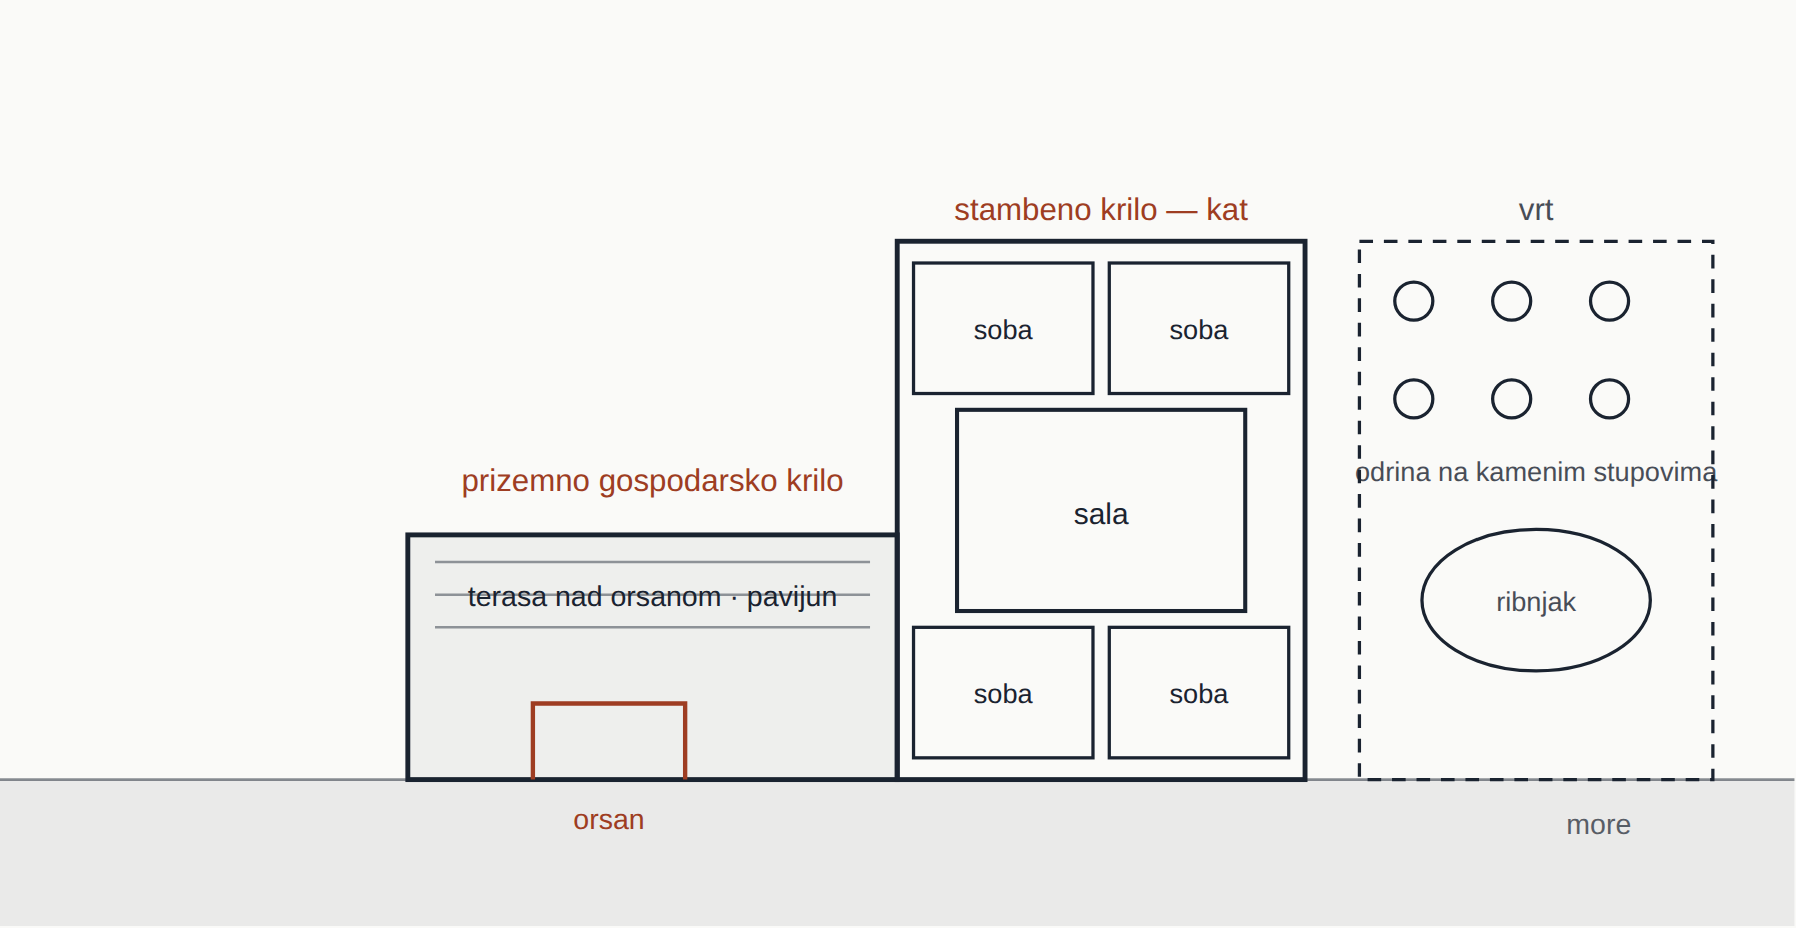 stambeno krilo — kat
vrt
soba
soba
prizemno gospodarsko krilo
odrina na kamenim stupovima
sala
terasa nad orsanom · pavijun
ribnjak
soba
soba
orsan
more